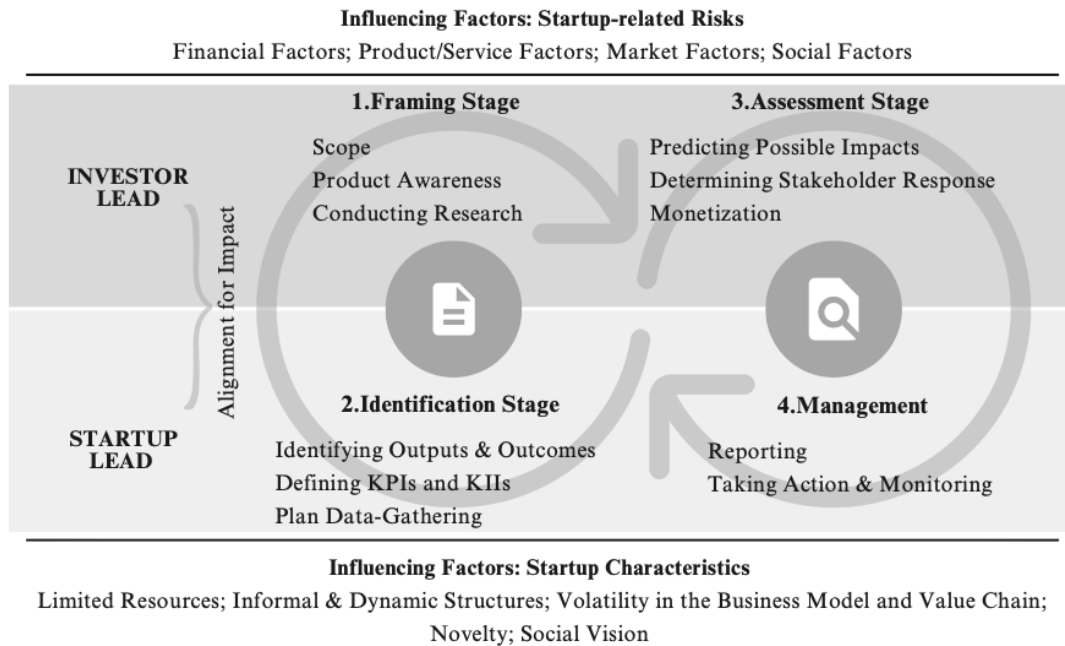 Influencing Factors: Startup-related Risks
Financial Factors; Product/Service Factors; Market Factors; Social Factors
INVESTOR
LEAD
Alignment for Impact
1.Framing Stage
Scope
Product Awareness
Conducting Research
3.Assessment Stage
Predicting Possible Impacts
Determining Stakeholder Response
Monetization
STARTUP
LEAD
2.Identification Stage
Identifying Outputs & Outcomes
Defining KPIs and KIIs
Plan Data-Gathering
4.Management
Reporting
Taking Action & Monitoring
Influencing Factors: Startup Characteristics
Limited Resources; Informal & Dynamic Structures; Volatility in the Business Model and Value Chain;
Novelty; Social Vision